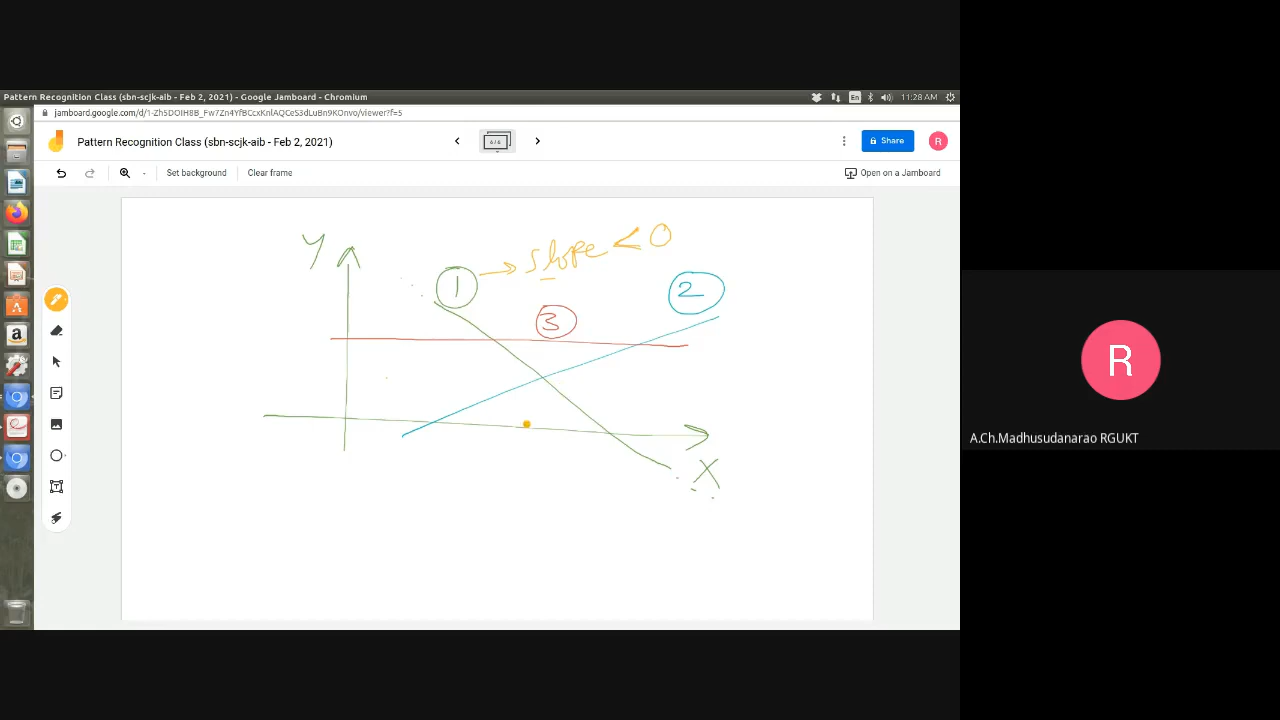 Pattern Recognition Class (sbn-scjk-aib - Feb 2, 2021) - Google Jamboard - Chromium
En
11:28 AM
Pattern Recognition Class (sbn-scjk-aib - Feb 2, 2021)
Share
R
Set background
Clear frame
Open on a Jamboard
Y
1 → slope < 0
2
3
X
a
T
R
A.Ch.Madhusudanarao RGUKT